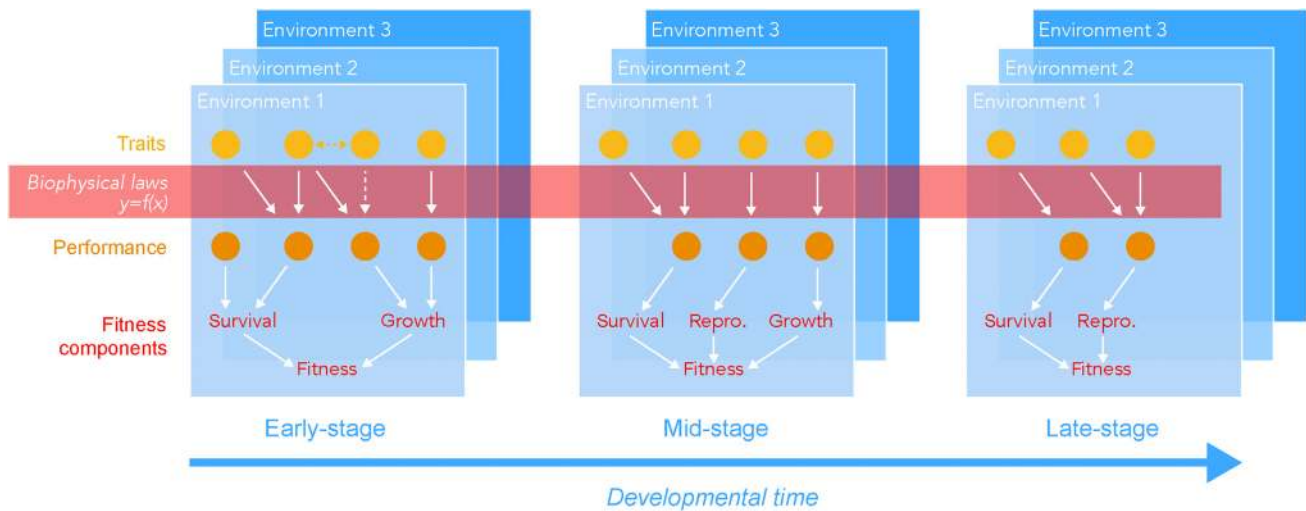 Environment 3
Environment 2
Environment 1
Environment 3
Environment 2
Environment 1
Environment 3
Environment 2
Environment 1
Traits
Biophysical laws
y=f(x)
Performance
Fitness
components
Survival
Growth
Fitness
Survival
Repro.
Growth
Fitness
Survival
Repro.
Fitness
Early-stage
Mid-stage
Late-stage
Developmental time